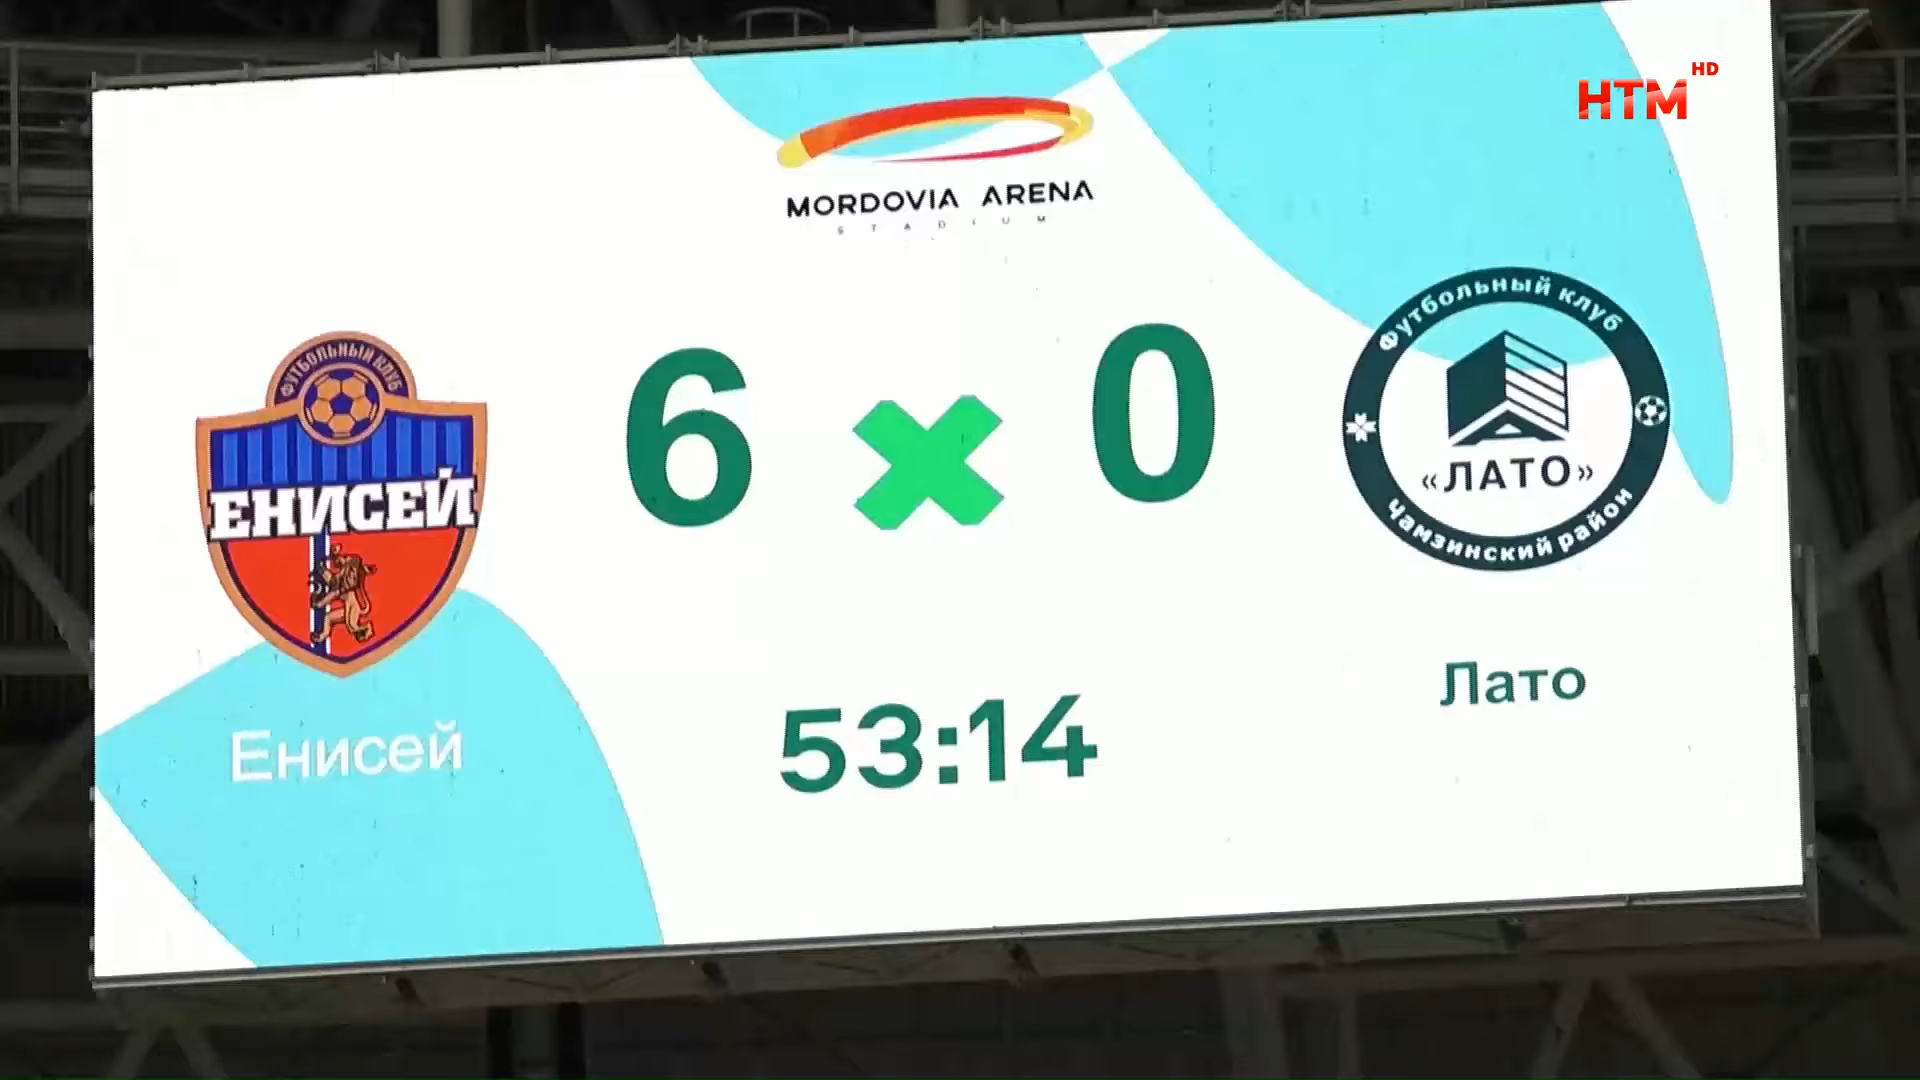 НТМ HD
MORDOVIA ARENA
STADIUM
ФУТБОЛЬНЫЙ КЛУБ
ЕНИСЕЙ
Енисей
6 × 0
53:14
Футбольный клуб
«ЛАТО»
Чамзинский район
Лато